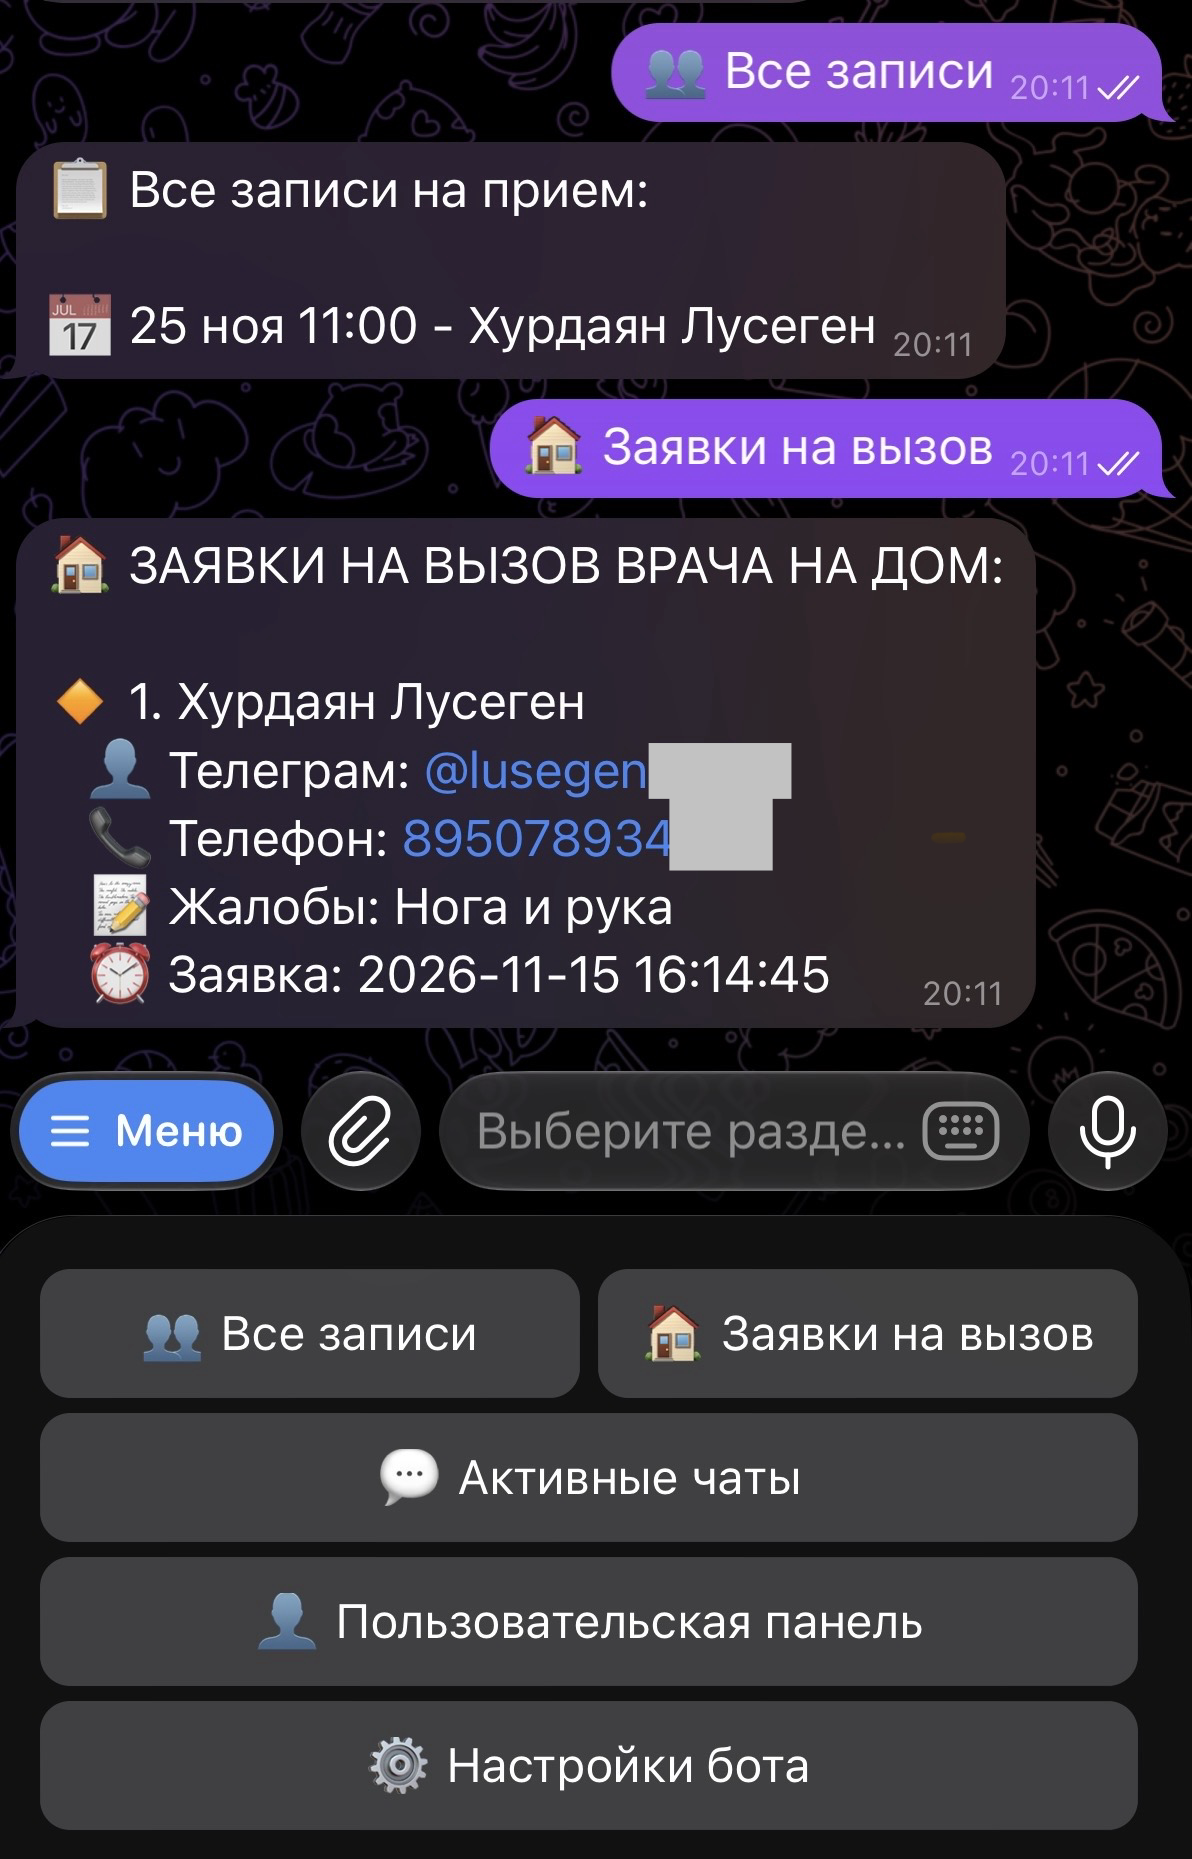 👥 Все записи 20:11
📋 Все записи на прием:
📅 25 ноя 11:00 - Хурдаян Лусеген 20:11
🏠 Заявки на вызов 20:11
🏠 ЗАЯВКИ НА ВЫЗОВ ВРАЧА НА ДОМ:
🔸 1. Хурдаян Лусеген
👤 Телеграм: @lusegen
📞 Телефон: 895078934
📝 Жалобы: Нога и рука
⏰ Заявка: 2026-11-15 16:14:45 20:11
Меню
Выберите разде...
👥 Все записи
🏠 Заявки на вызов
💬 Активные чаты
👤 Пользовательская панель
⚙️ Настройки бота